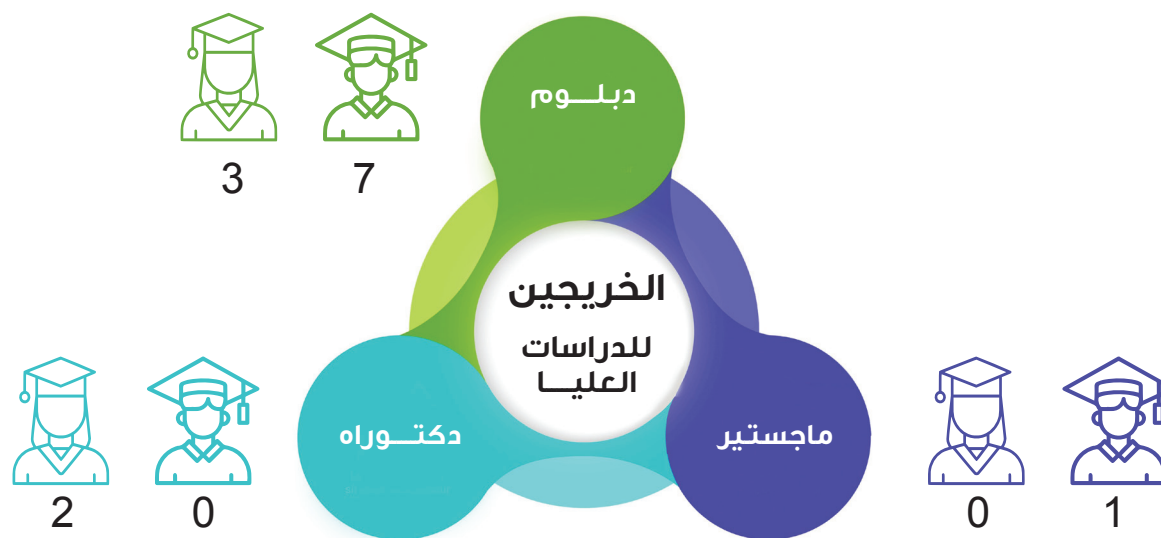 دبلـــوم
3 7
الخريجين
للدراسات
العليـــا
دكتـــوراه
ماجستير
2 0
0 1